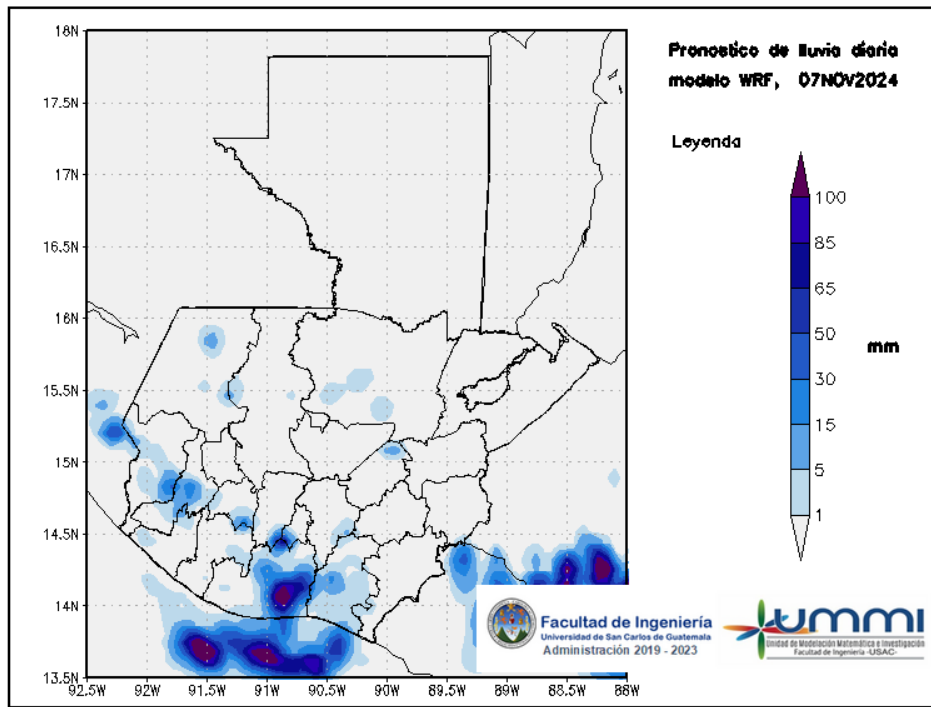 Pronostico de lluvia diaria
modelo WRF, 07NOV2024
Leyenda
100
85
65
50
30
15
5
1
mm
18N
17.5N
17N
16.5N
16N
15.5N
15N
14.5N
14N
13.5N
92.5W 92W 91.5W 91W 90.5W 90W 89.5W 89W 88.5W 88W
Facultad de Ingeniería
Universidad de San Carlos de Guatemala
Administración 2019 - 2023
ummi
Unidad de Modelación Matemática e Investigación
Facultad de Ingeniería -USAC-